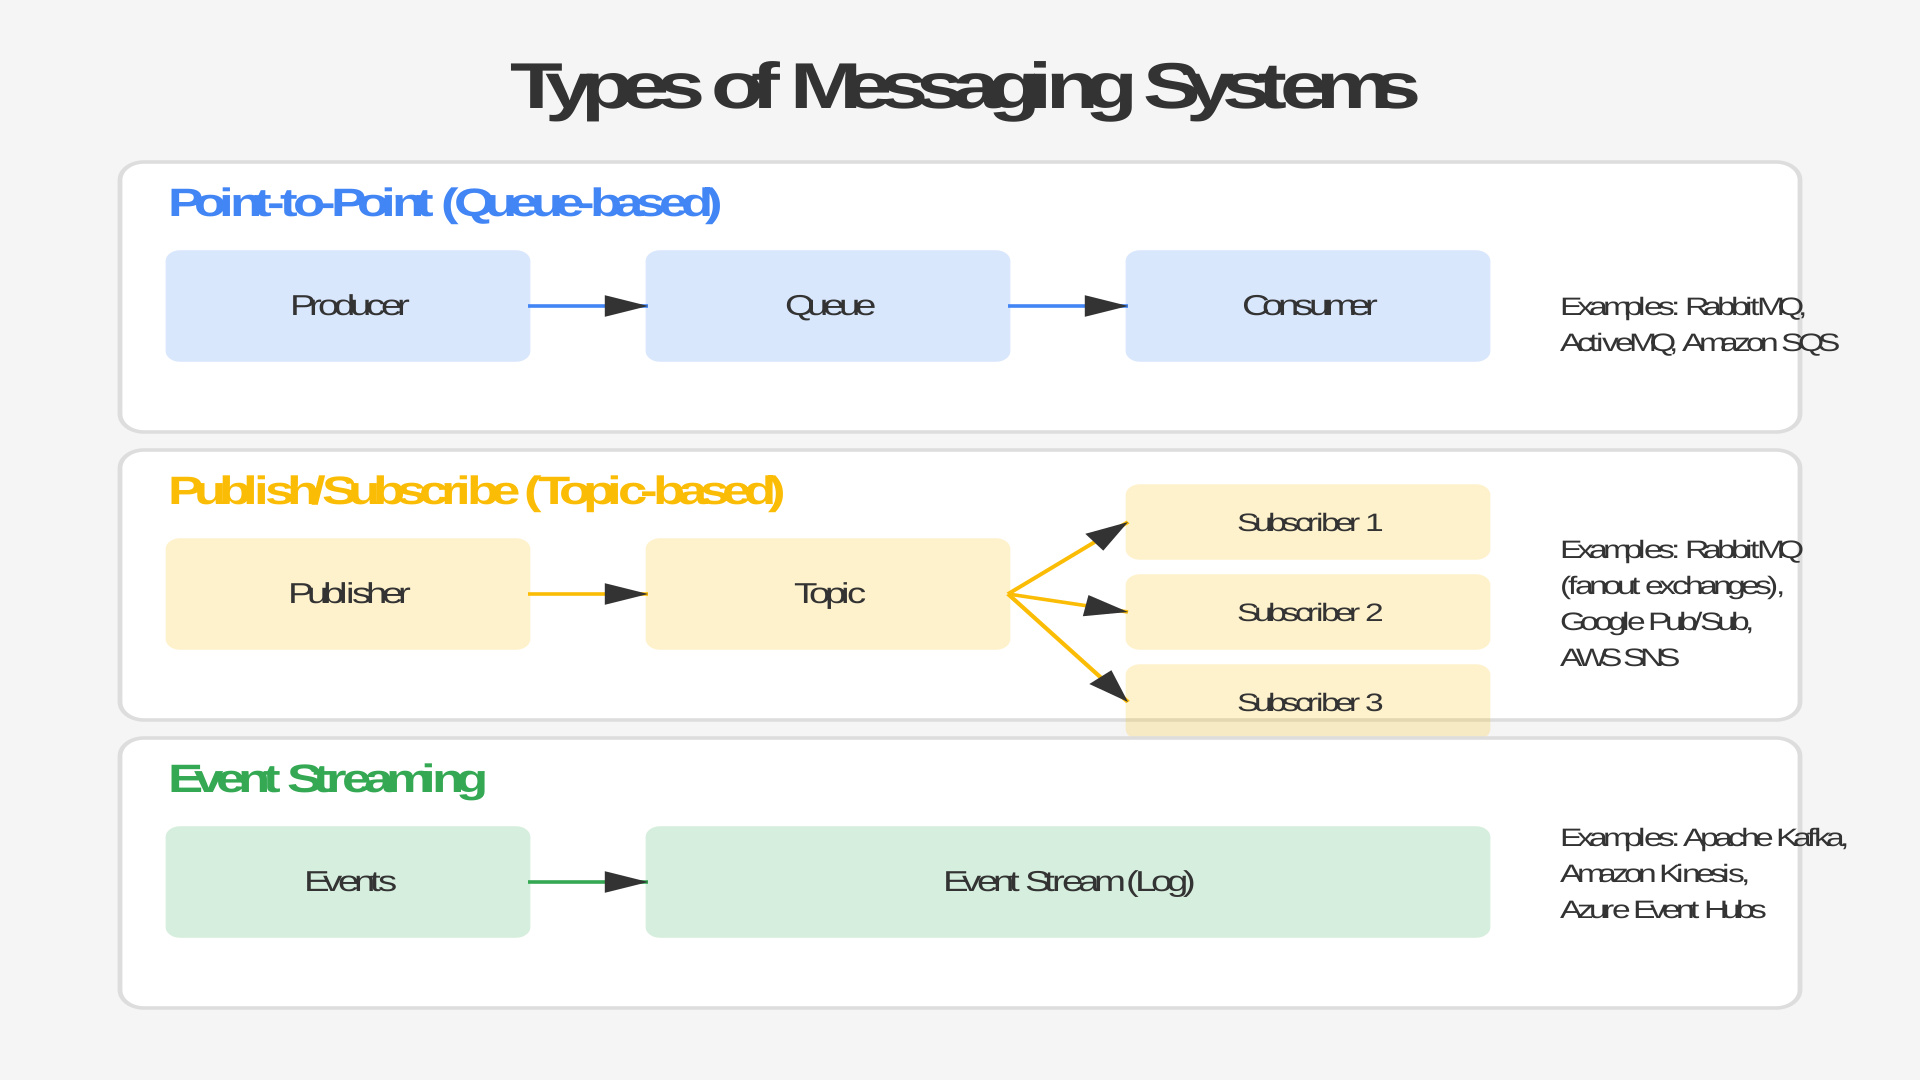 Types of Messaging Systems
Point-to-Point (Queue-based)
Producer
Queue
Consumer
Examples: RabbitMQ,
ActiveMQ, Amazon SQS
Publish/Subscribe (Topic-based)
Publisher
Topic
Subscriber 1
Subscriber 2
Subscriber 3
Examples: RabbitMQ
(fanout exchanges),
Google Pub/Sub,
AWS SNS
Event Streaming
Events
Event Stream (Log)
Examples: Apache Kafka,
Amazon Kinesis,
Azure Event Hubs